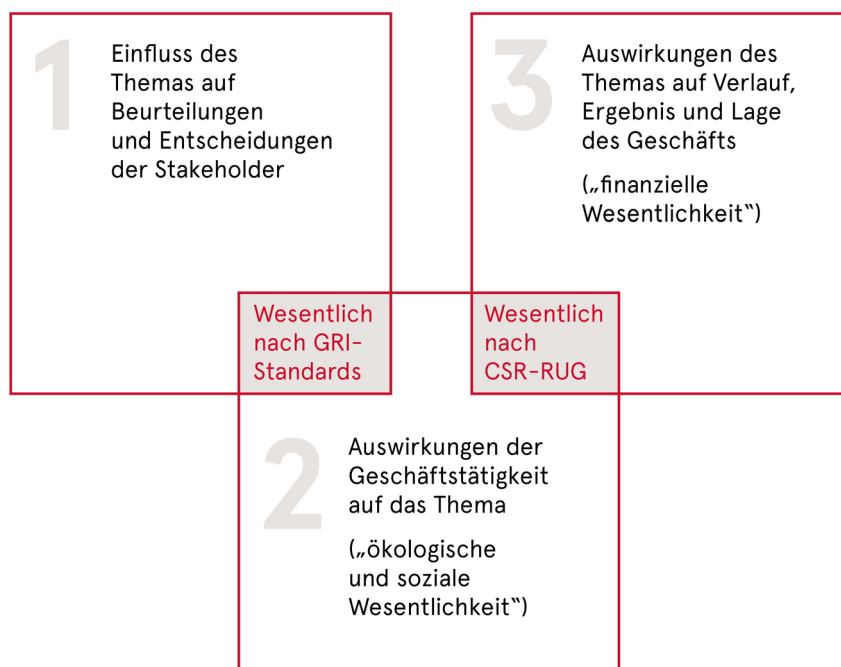 1
Einfluss des
Themas auf
Beurteilungen
und Entscheidungen
der Stakeholder
3
Auswirkungen des
Themas auf Verlauf,
Ergebnis und Lage
des Geschäfts
(„finanzielle
Wesentlichkeit“)
Wesentlich
nach GRI-
Standards
Wesentlich
nach
CSR-RUG
2
Auswirkungen der
Geschäftstätigkeit
auf das Thema
(„ökologische
und soziale
Wesentlichkeit“)